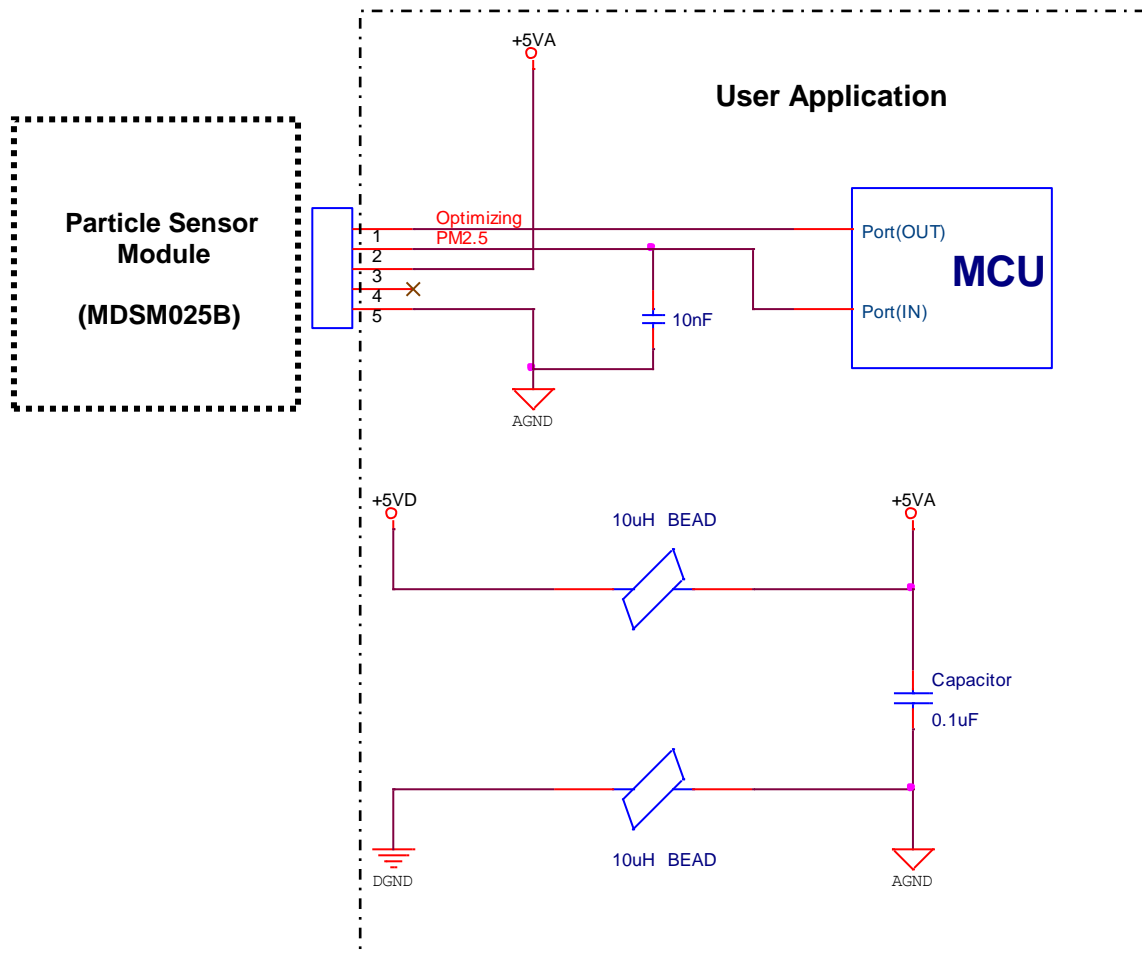 +5VA
User Application
Particle Sensor
Module
(MDSM025B)
1
2
3
4
5
Optimizing
PM2.5
10nF
AGND
Port(OUT)
MCU
Port(IN)
+5VD
10uH BEAD
+5VA
Capacitor
0.1uF
10uH BEAD
DGND
AGND